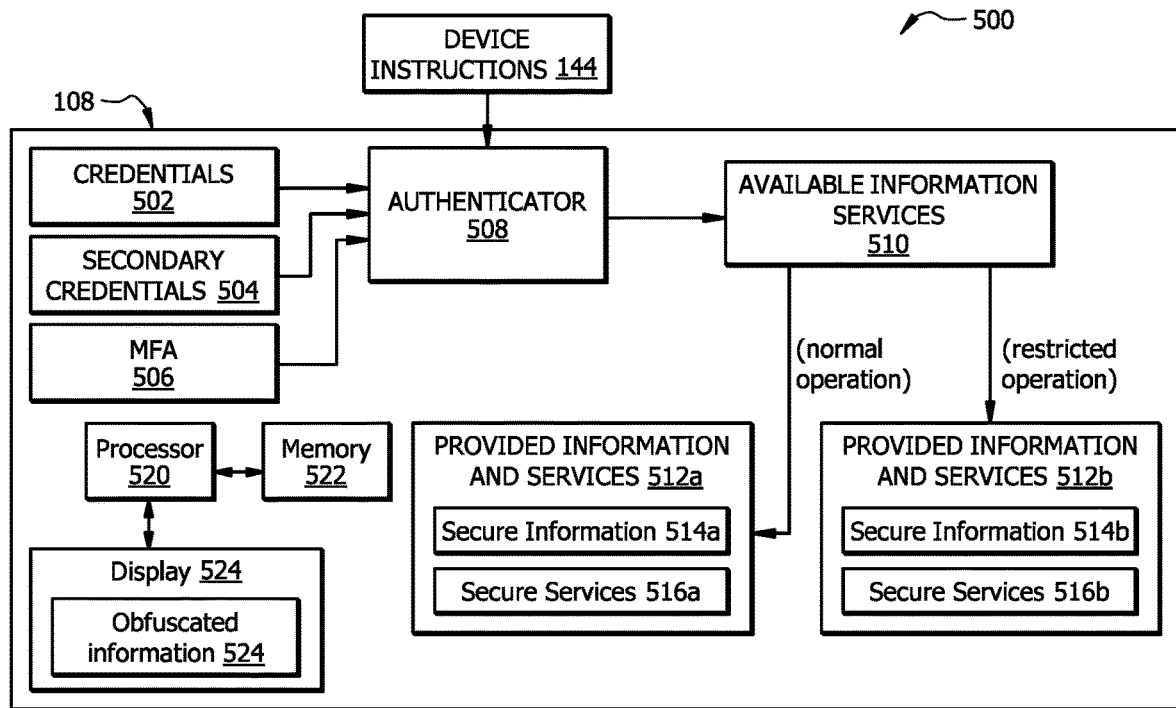 500
DEVICE
INSTRUCTIONS 144
108
CREDENTIALS
502
SECONDARY
CREDENTIALS 504
MFA
506
AUTHENTICATOR
508
AVAILABLE INFORMATION
SERVICES
510
(normal
operation)
(restricted
operation)
Processor
520
Memory
522
Display 524
Obfuscated
information 524
PROVIDED INFORMATION
AND SERVICES 512a
Secure Information 514a
Secure Services 516a
PROVIDED INFORMATION
AND SERVICES 512b
Secure Information 514b
Secure Services 516b